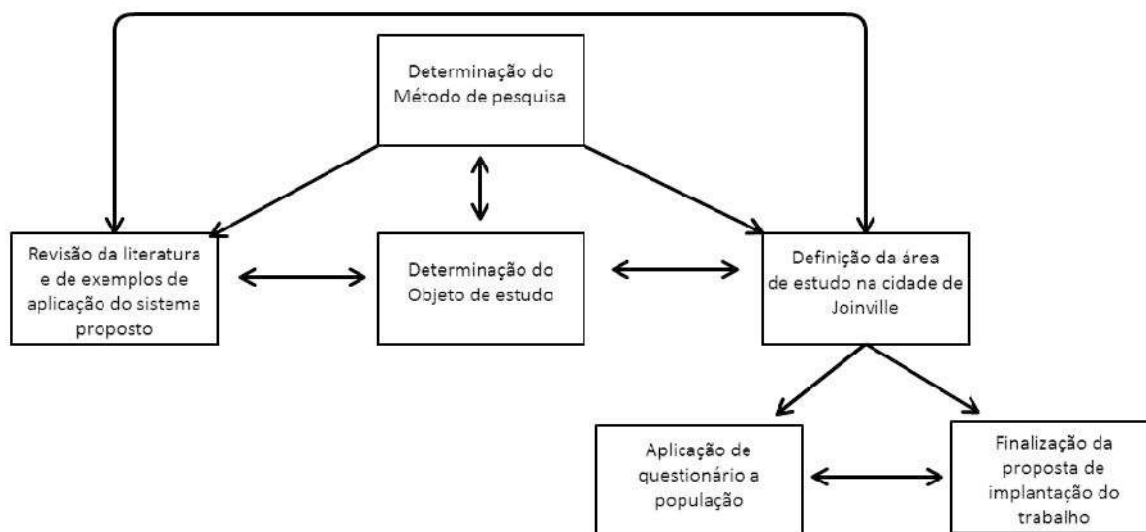 Determinação do
Método de pesquisa
Revisão da literatura
e de exemplos de
aplicação do sistema
proposto
Determinação do
Objeto de estudo
Definição da área
de estudo na cidade de
Joinville
Aplicação de
questionário a
população
Finalização da
proposta de
implantação do
trabalho